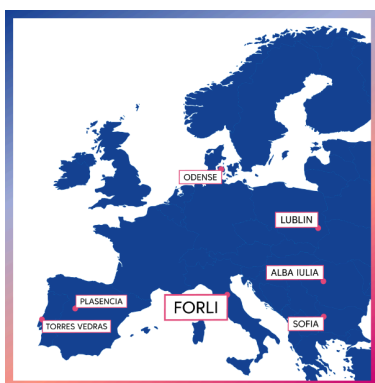 ODENSE
LUBLIN
ALBA IULIA
PLASENCIA
FORLI
SOFIA
TORRES VEDRAS